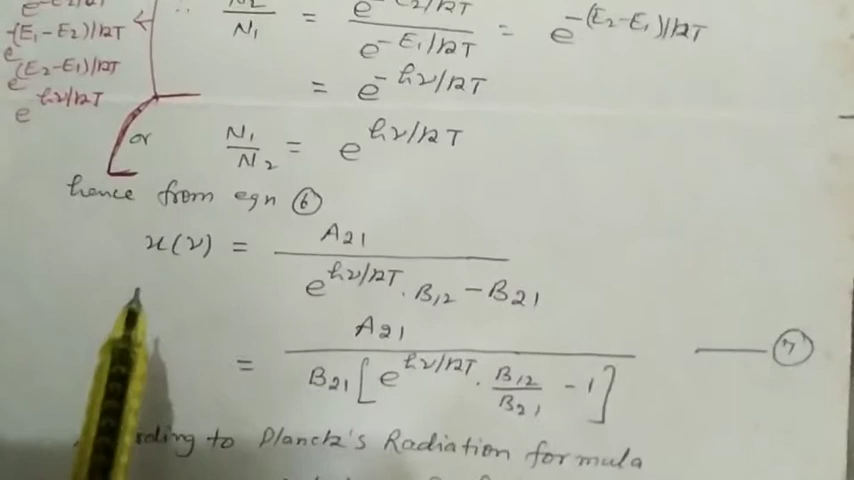 e^{-E2/kT}
-(E1-E2)/kT
e^{(E2-E1)/kT}
e^{hν/kT}
∴ N2/N1 = e^{-E2/kT} / e^{-E1/kT} = e^{-(E2-E1)/kT}
= e^{-hν/kT}
or N1/N2 = e^{hν/kT}
hence from eqn ⑥
u(ν) = A21 / e^{hν/kT} . B12 - B21
= A21 / B21 [e^{hν/kT} . B12/B21 - 1] — ⑦
to Planck's Radiation formula